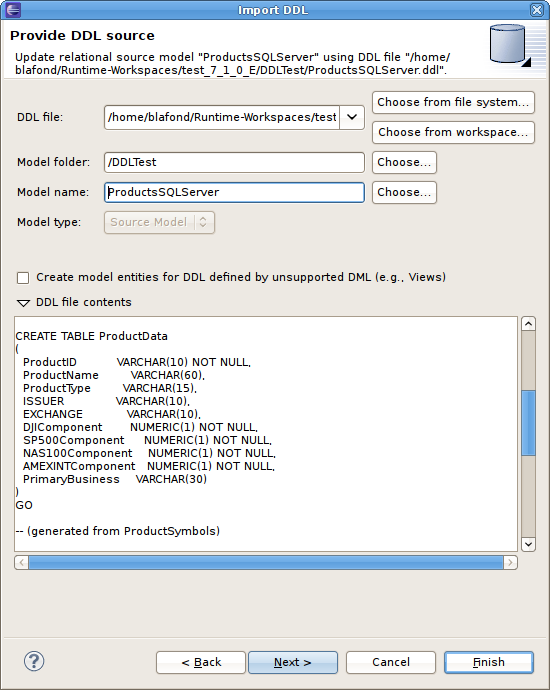 Import DDL
Provide DDL source
Update relational source model "ProductsSQLServer" using DDL file "/home/
blafond/Runtime-Workspaces/test_7_1_0_E/DDLTest/ProductsSQLServer.ddl".
DDL file:
/home/blafond/Runtime-Workspaces/test
Choose from file system...
Choose from workspace...
Model folder:
/DDLTest
Choose...
Model name:
ProductsSQLServer
Choose...
Model type:
Source Model
Create model entities for DDL defined by unsupported DML (e.g., Views)
DDL file contents
CREATE TABLE ProductData
(
ProductID VARCHAR(10) NOT NULL,
ProductName VARCHAR(60),
ProductType VARCHAR(15),
ISSUER VARCHAR(10),
EXCHANGE VARCHAR(10),
DJIComponent NUMERIC(1) NOT NULL,
SP500Component NUMERIC(1) NOT NULL,
NAS100Component NUMERIC(1) NOT NULL,
AMEXINTComponent NUMERIC(1) NOT NULL,
PrimaryBusiness VARCHAR(30)
)
GO
-- (generated from ProductSymbols)
?
< Back
Next >
Cancel
Finish